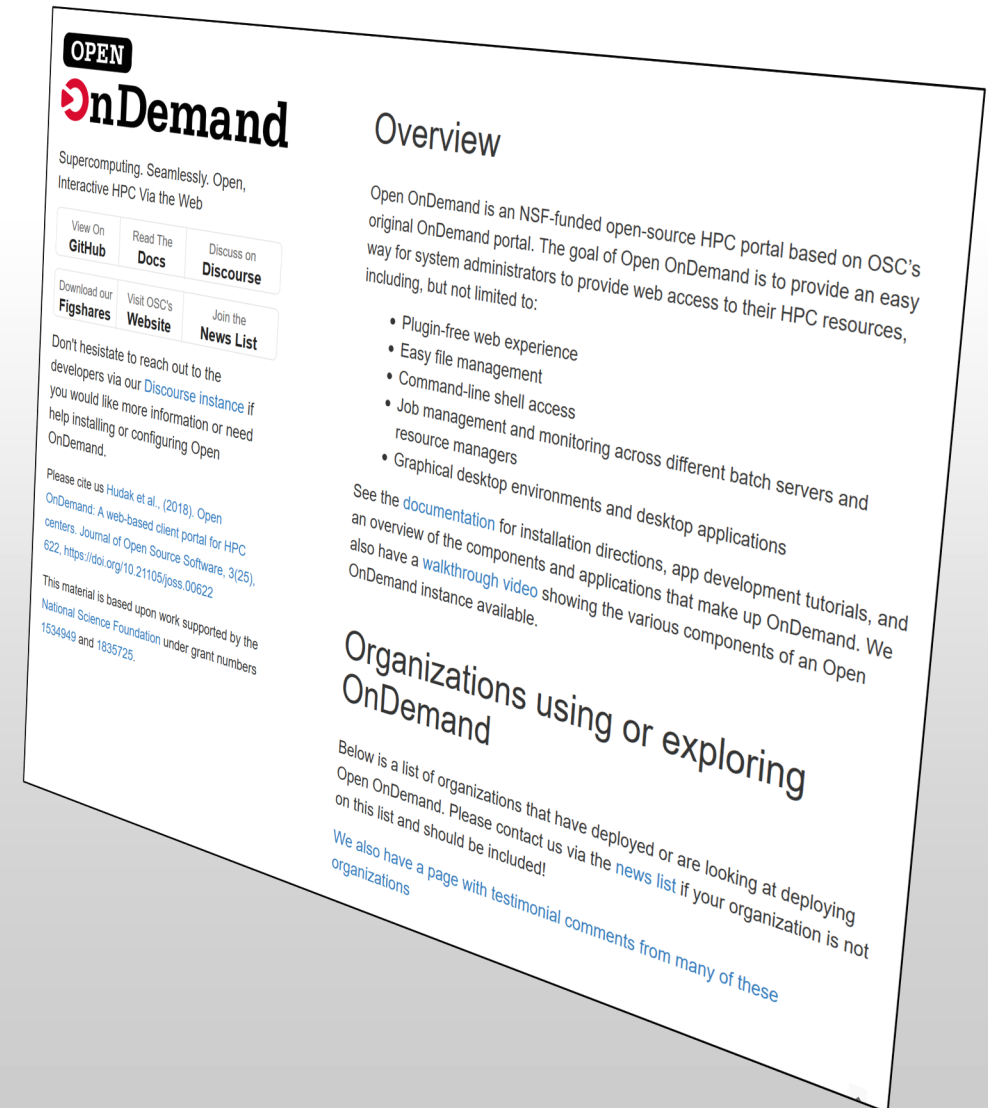 OPEN
OnDemand
Supercomputing. Seamlessly. Open,
Interactive HPC Via the Web
View On
GitHub
Read The
Docs
Discuss on
Discourse
Download our
Figshares
Visit OSC's
Website
Join the
News List
Don't hesistate to reach out to the
developers via our Discourse instance if
you would like more information or need
help installing or configuring Open
OnDemand.
Please cite us Hudak et al., (2018). Open
OnDemand: A web-based client portal for HPC
centers. Journal of Open Source Software, 3(25),
622, https://doi.org/10.21105/joss.00622
This material is based upon work supported by the
National Science Foundation under grant numbers
1534949 and 1835725.
Overview
Open OnDemand is an NSF-funded open-source HPC portal based on OSC's
original OnDemand portal. The goal of Open OnDemand is to provide an easy
way for system administrators to provide web access to their HPC resources,
including, but not limited to:
• Plugin-free web experience
• Easy file management
• Command-line shell access
• Job management and monitoring across different batch servers and
resource managers
• Graphical desktop environments and desktop applications
See the documentation for installation directions, app development tutorials, and
an overview of the components and applications that make up OnDemand. We
also have a walkthrough video showing the various components of an Open
OnDemand instance available.
Organizations using or exploring
OnDemand
Below is a list of organizations that have deployed or are looking at deploying
Open OnDemand. Please contact us via the news list if your organization is not
on this list and should be included!
We also have a page with testimonial comments from many of these
organizations